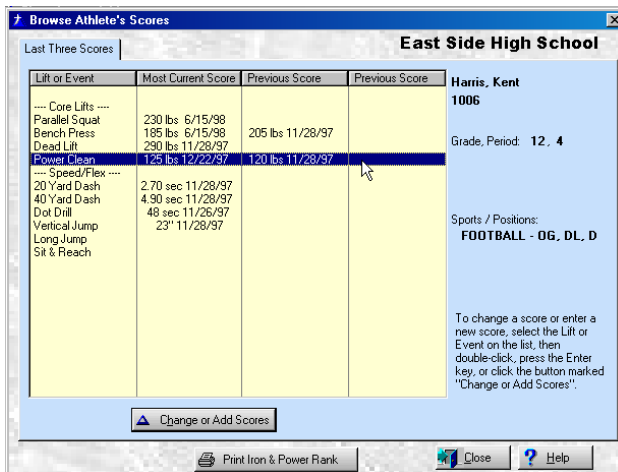 Browse Athlete's Scores
East Side High School
Last Three Scores
Lift or Event Most Current Score Previous Score Previous Score
---- Core Lifts ----
Parallel Squat 230 lbs 6/15/98
Bench Press 185 lbs 6/15/98 205 lbs 11/28/97
Dead Lift 290 lbs 11/28/97
Power Clean 125 lbs 12/22/97 120 lbs 11/28/97
---- Speed/Flex ----
20 Yard Dash 2.70 sec 11/28/97
40 Yard Dash 4.90 sec 11/28/97
Dot Drill 48 sec 11/26/97
Vertical Jump 23" 11/28/97
Long Jump
Sit & Reach
Harris, Kent
1006
Grade, Period: 12, 4
Sports / Positions:
FOOTBALL - OG, DL, D
To change a score or enter a
new score, select the Lift or
Event on the list, then
double-click, press the Enter
key, or click the button marked
"Change or Add Scores".
Change or Add Scores
Print Iron & Power Rank
Close
Help